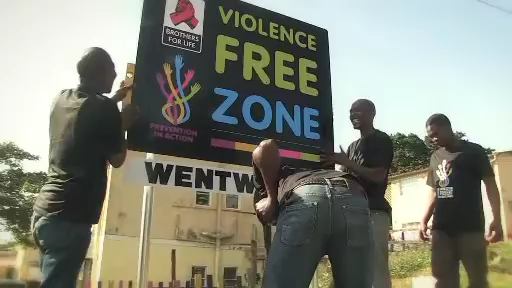 BROTHERS
FOR LIFE
VIOLENCE
FREE
ZONE
PREVENTION
IN ACTION
WENTW